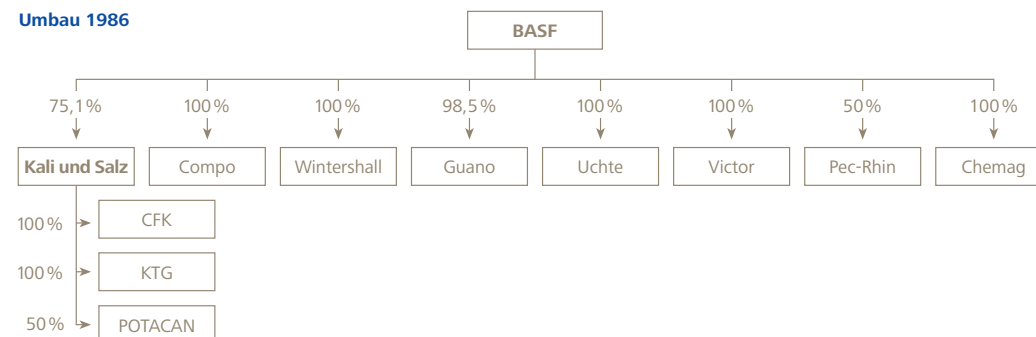 Umbau 1986
BASF
75,1 % 100 % 100 % 98,5 % 100 % 100 % 50 % 100 %
Kali und Salz Compo Wintershall Guano Uchte Victor Pec-Rhin Chemag
100 % CFK
100 % KTG
50 % POTACAN